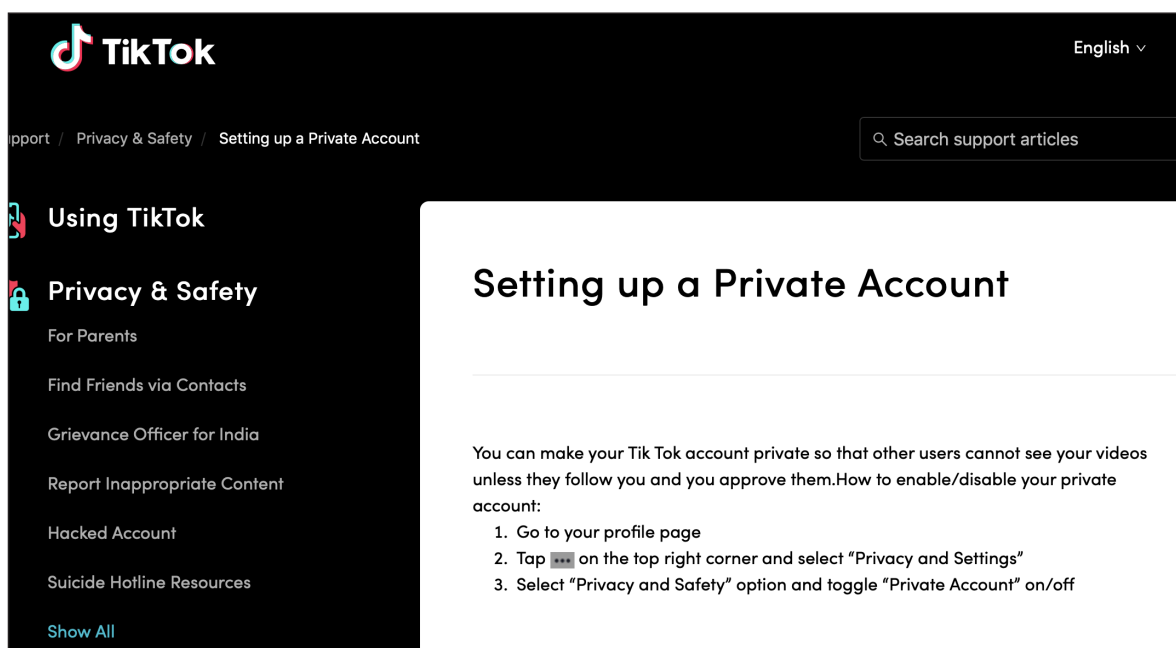 TikTok
English
pport / Privacy & Safety / Setting up a Private Account
Search support articles
Using TikTok
Privacy & Safety
For Parents
Find Friends via Contacts
Grievance Officer for India
Report Inappropriate Content
Hacked Account
Suicide Hotline Resources
Show All
Setting up a Private Account
You can make your Tik Tok account private so that other users cannot see your videos
unless they follow you and you approve them.How to enable/disable your private
account:
1. Go to your profile page
2. Tap ••• on the top right corner and select “Privacy and Settings”
3. Select “Privacy and Safety” option and toggle “Private Account” on/off